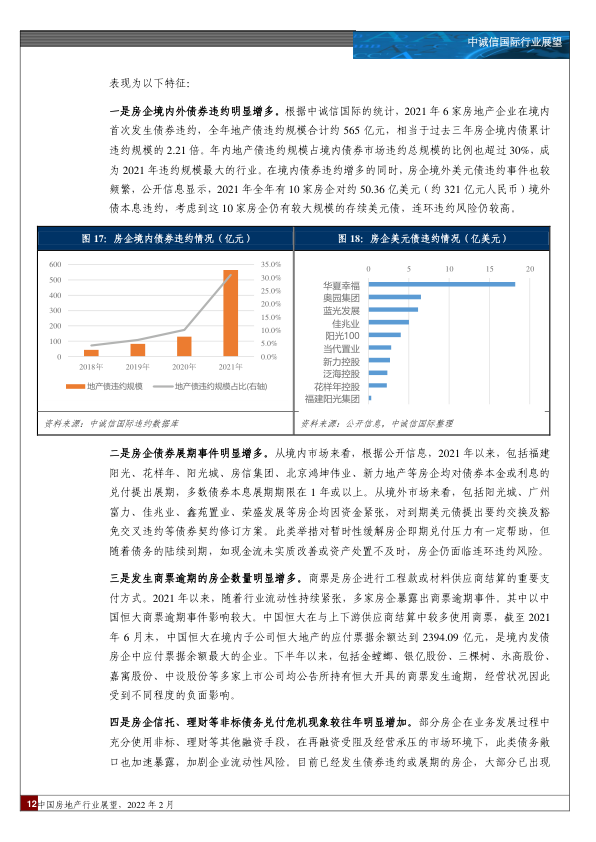 中诚信国际行业展望
表现为以下特征：
一是房企境内外债券违约明显增多。根据中诚信国际的统计，2021 年 6 家房地产企业在境内
首次发生债券违约，全年地产债违约规模合计约 565 亿元，相当于过去三年房企境内债累计
违约规模的 2.21 倍。年内地产债违约规模占境内债券市场违约总规模的比例也超过 30%，成
为 2021 年违约规模最大的行业。在境内债券违约增多的同时，房企境外美元债违约事件也较
频繁，公开信息显示，2021 年全年有 10 家房企对约 50.36 亿美元（约 321 亿元人民币）境外
债本息违约，考虑到这 10 家房企仍有较大规模的存续美元债，连环违约风险仍较高。
图 17：房企境内债券违约情况（亿元）
600
500
400
300
200
100
0
35.0%
30.0%
25.0%
20.0%
15.0%
10.0%
5.0%
0.0%
2018年 2019年 2020年 2021年
地产债违约规模 地产债违约规模占比(右轴)
资料来源：中诚信国际违约数据库
图 18：房企美元债违约情况（亿美元）
0 5 10 15 20
华夏幸福
奥园集团
蓝光发展
佳兆业
阳光100
当代置业
新力控股
泛海控股
花样年控股
福建阳光集团
资料来源：公开信息，中诚信国际整理
二是房企债券展期事件明显增多。从境内市场来看，根据公开信息，2021 年以来，包括福建
阳光、花样年、阳光城、房信集团、北京鸿坤伟业、新力地产等房企均对债券本金或利息的
兑付提出展期，多数债券本息展期期限在 1 年或以上。从境外市场来看，包括阳光城、广州
富力、佳兆业、鑫苑置业、荣盛发展等房企均因资金紧张，对到期美元债提出要约交换及豁
免交叉违约等债券契约修订方案。此类举措对暂时性缓解房企即期兑付压力有一定帮助，但
随着债务的陆续到期，如现金流未实质改善或资产处置不及时，房企仍面临连环违约风险。
三是发生商票逾期的房企数量明显增多。商票是房企进行工程款或材料供应商结算的重要支
付方式。2021 年以来，随着行业流动性持续紧张，多家房企暴露出商票逾期事件。其中以中
国恒大商票逾期事件影响较大。中国恒大在与上下游供应商结算中较多使用商票，截至 2021
年 6 月末，中国恒大境内子公司恒大地产的应付票据余额达到 2394.09 亿元，是境内发债
房企中应付票据余额最大的企业。下半年以来，包括金螳螂、银亿股份、三棵树、永高股份、
嘉寓股份、中设股份等多家上市公司均公告所持有恒大开具的商票发生逾期，经营状况因此
受到不同程度的负面影响。
四是房企信托、理财等非标债务兑付危机现象较往年明显增加。部分房企在业务发展过程中
充分使用非标、理财等其他融资手段，在再融资受阻及经营承压的市场环境下，此类债务敞
口也加速暴露，加剧企业流动性风险。目前已经发生债券违约或展期的房企，大部分已出现
12 中国房地产行业展望，2022 年 2 月